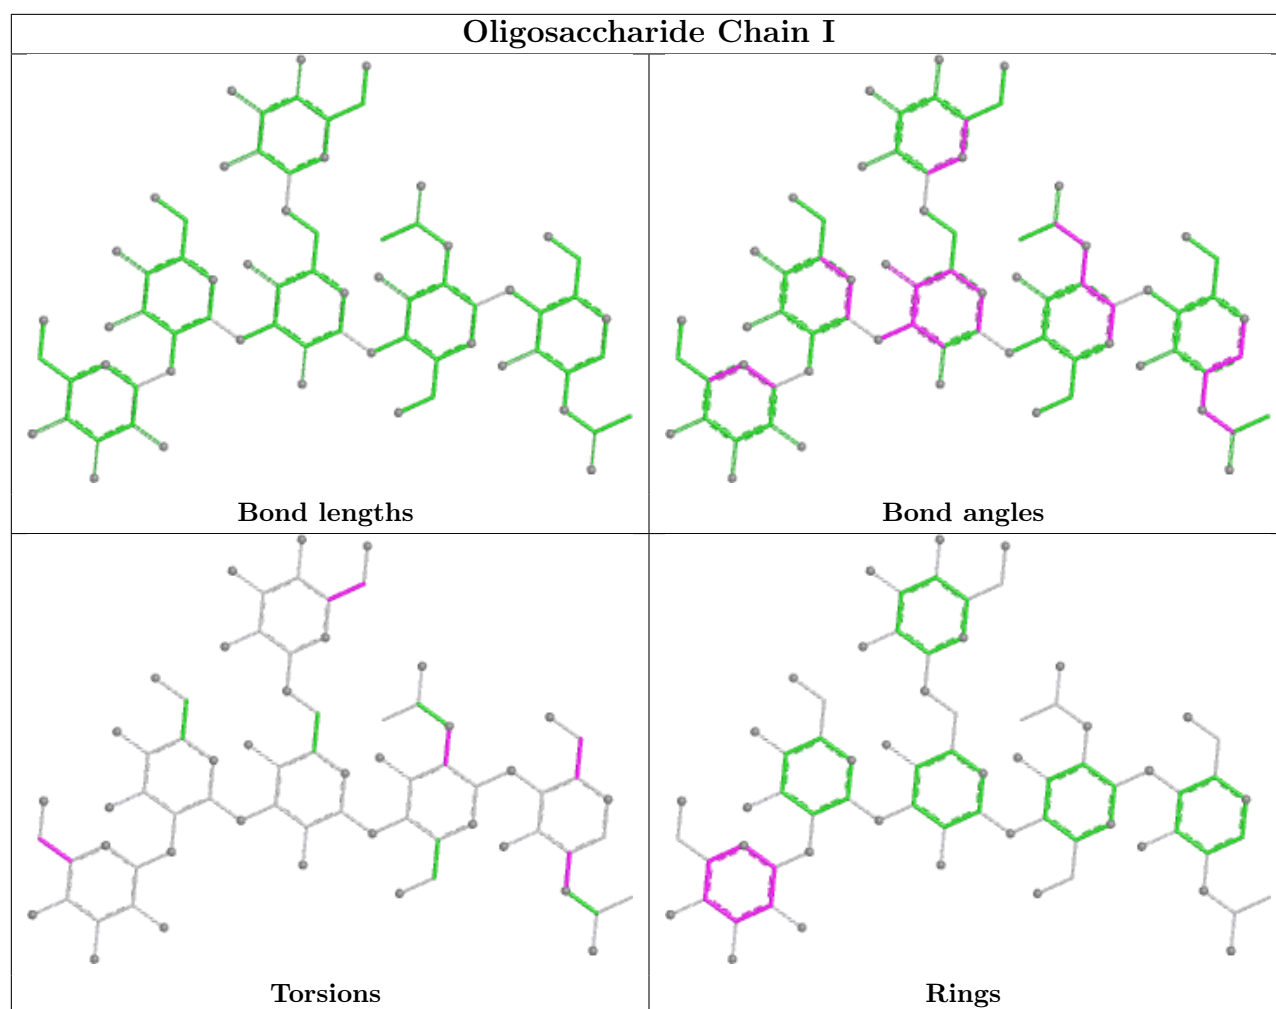 Oligosaccharide Chain I
Bond lengths
Bond angles
Torsions
Rings